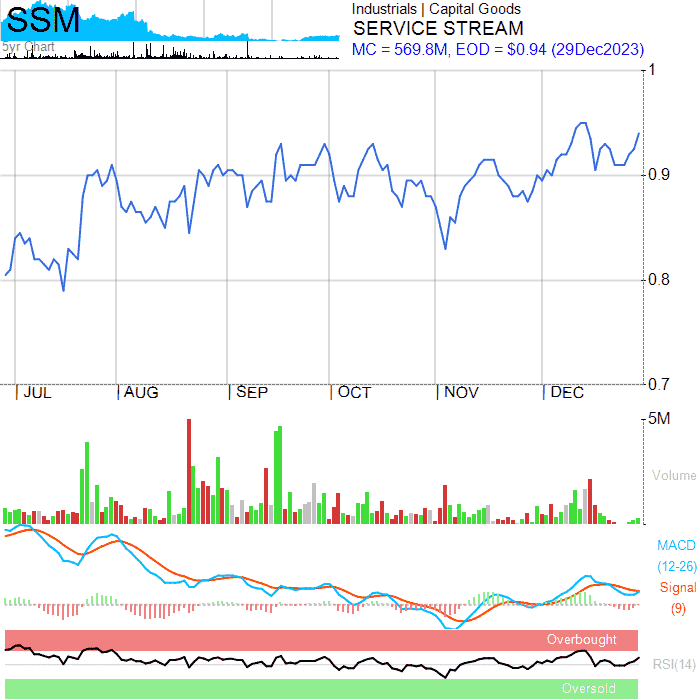 SSM
5yr Chart
Industrials | Capital Goods
SERVICE STREAM
MC = 569.8M, EOD = $0.94 (29Dec2023)
1
0.9
0.8
0.7
JUL AUG SEP OCT NOV DEC
5M
Volume
MACD
(12-26)
Signal
(9)
Overbought
RSI(14)
Oversold